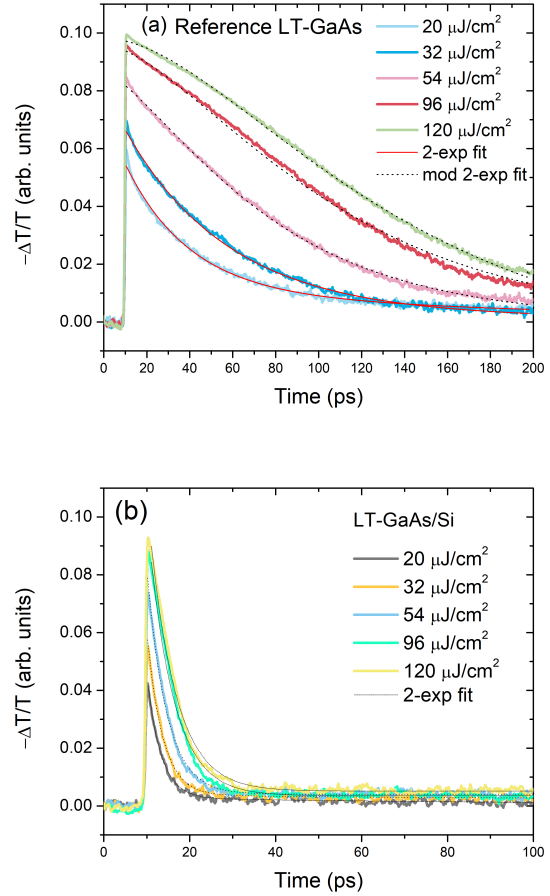 (a) Reference LT-GaAs
20 μJ/cm²
32 μJ/cm²
54 μJ/cm²
96 μJ/cm²
120 μJ/cm²
2-exp fit
mod 2-exp fit
−ΔT/T (arb. units)
0.10
0.08
0.06
0.04
0.02
0.00
0 20 40 60 80 100 120 140 160 180 200
Time (ps)
(b)
LT-GaAs/Si
20 μJ/cm²
32 μJ/cm²
54 μJ/cm²
96 μJ/cm²
120 μJ/cm²
2-exp fit
−ΔT/T (arb. units)
0.10
0.08
0.06
0.04
0.02
0.00
0 20 40 60 80 100
Time (ps)